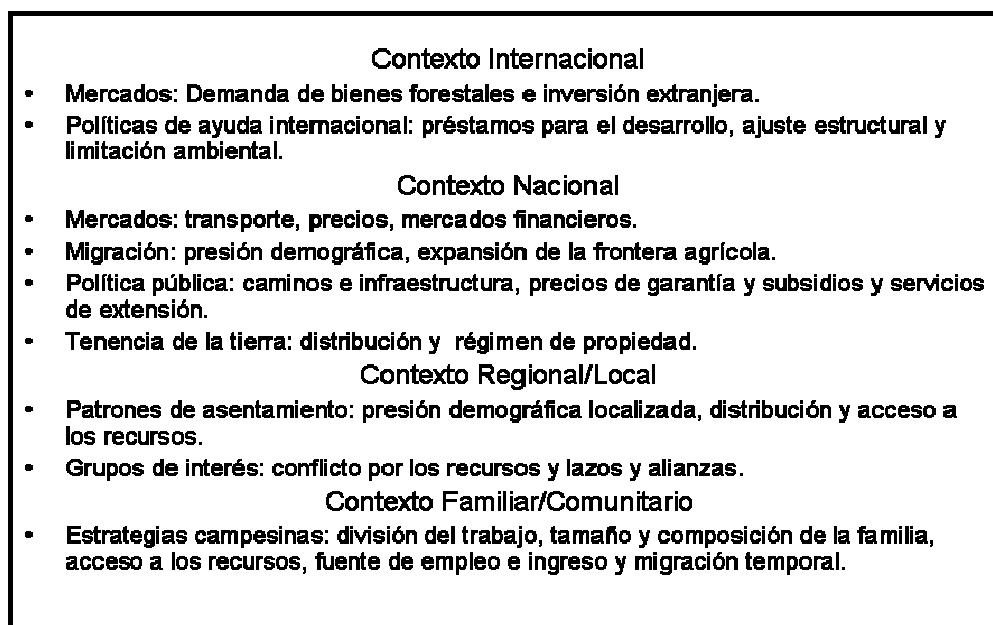 Contexto Internacional
• Mercados: Demanda de bienes forestales e inversión extranjera.
• Políticas de ayuda internacional: préstamos para el desarrollo, ajuste estructural y
limitación ambiental.
Contexto Nacional
• Mercados: transporte, precios, mercados financieros.
• Migración: presión demográfica, expansión de la frontera agrícola.
• Política pública: caminos e infraestructura, precios de garantía y subsidios y servicios
de extensión.
• Tenencia de la tierra: distribución y régimen de propiedad.
Contexto Regional/Local
• Patrones de asentamiento: presión demográfica localizada, distribución y acceso a
los recursos.
• Grupos de interés: conflicto por los recursos y lazos y alianzas.
Contexto Familiar/Comunitario
• Estrategias campesinas: división del trabajo, tamaño y composición de la familia,
acceso a los recursos, fuente de empleo e ingreso y migración temporal.